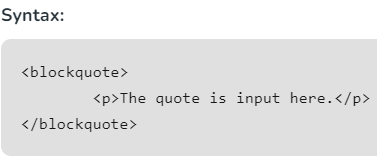 Syntax:
<blockquote>
<p>The quote is input here.</p>
</blockquote>